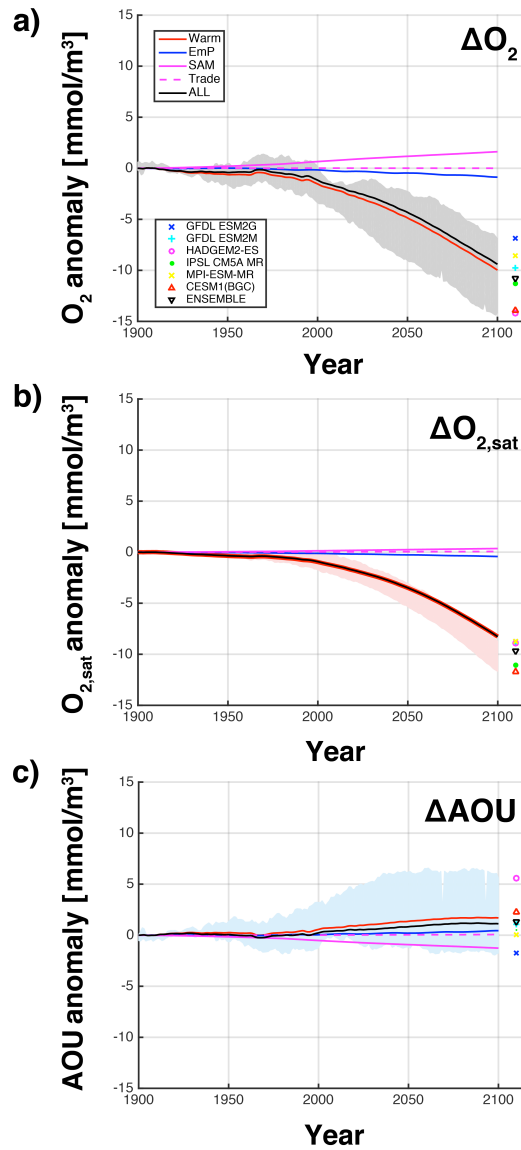 a)
ΔO2
O2 anomaly [mmol/m³]
15
10
5
0
-5
-10
-15
Warm
EmP
SAM
Trade
ALL
GFDL ESM2G
GFDL ESM2M
HADGEM2-ES
IPSL CM5A MR
MPI-ESM-MR
CESM1(BGC)
ENSEMBLE
1900 1950 2000 2050 2100
Year
b)
ΔO2,sat
O2,sat anomaly [mmol/m³]
15
10
5
0
-5
-10
-15
1900 1950 2000 2050 2100
Year
c)
ΔAOU
AOU anomaly [mmol/m³]
15
10
5
0
-5
-10
-15
1900 1950 2000 2050 2100
Year